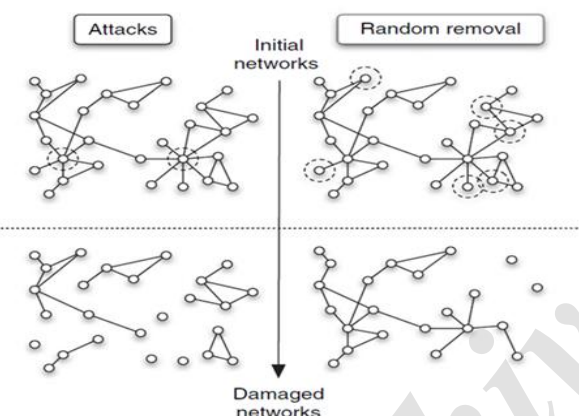 Attacks
Initial
networks
Random removal
Damaged
networks